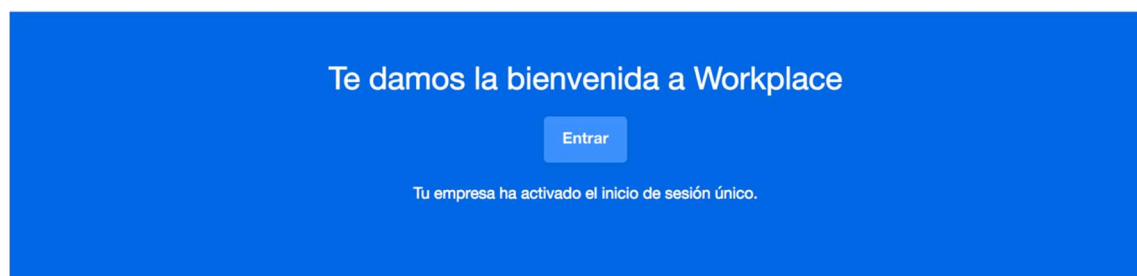 Te damos la bienvenida a Workplace
Entrar
Tu empresa ha activado el inicio de sesión único.